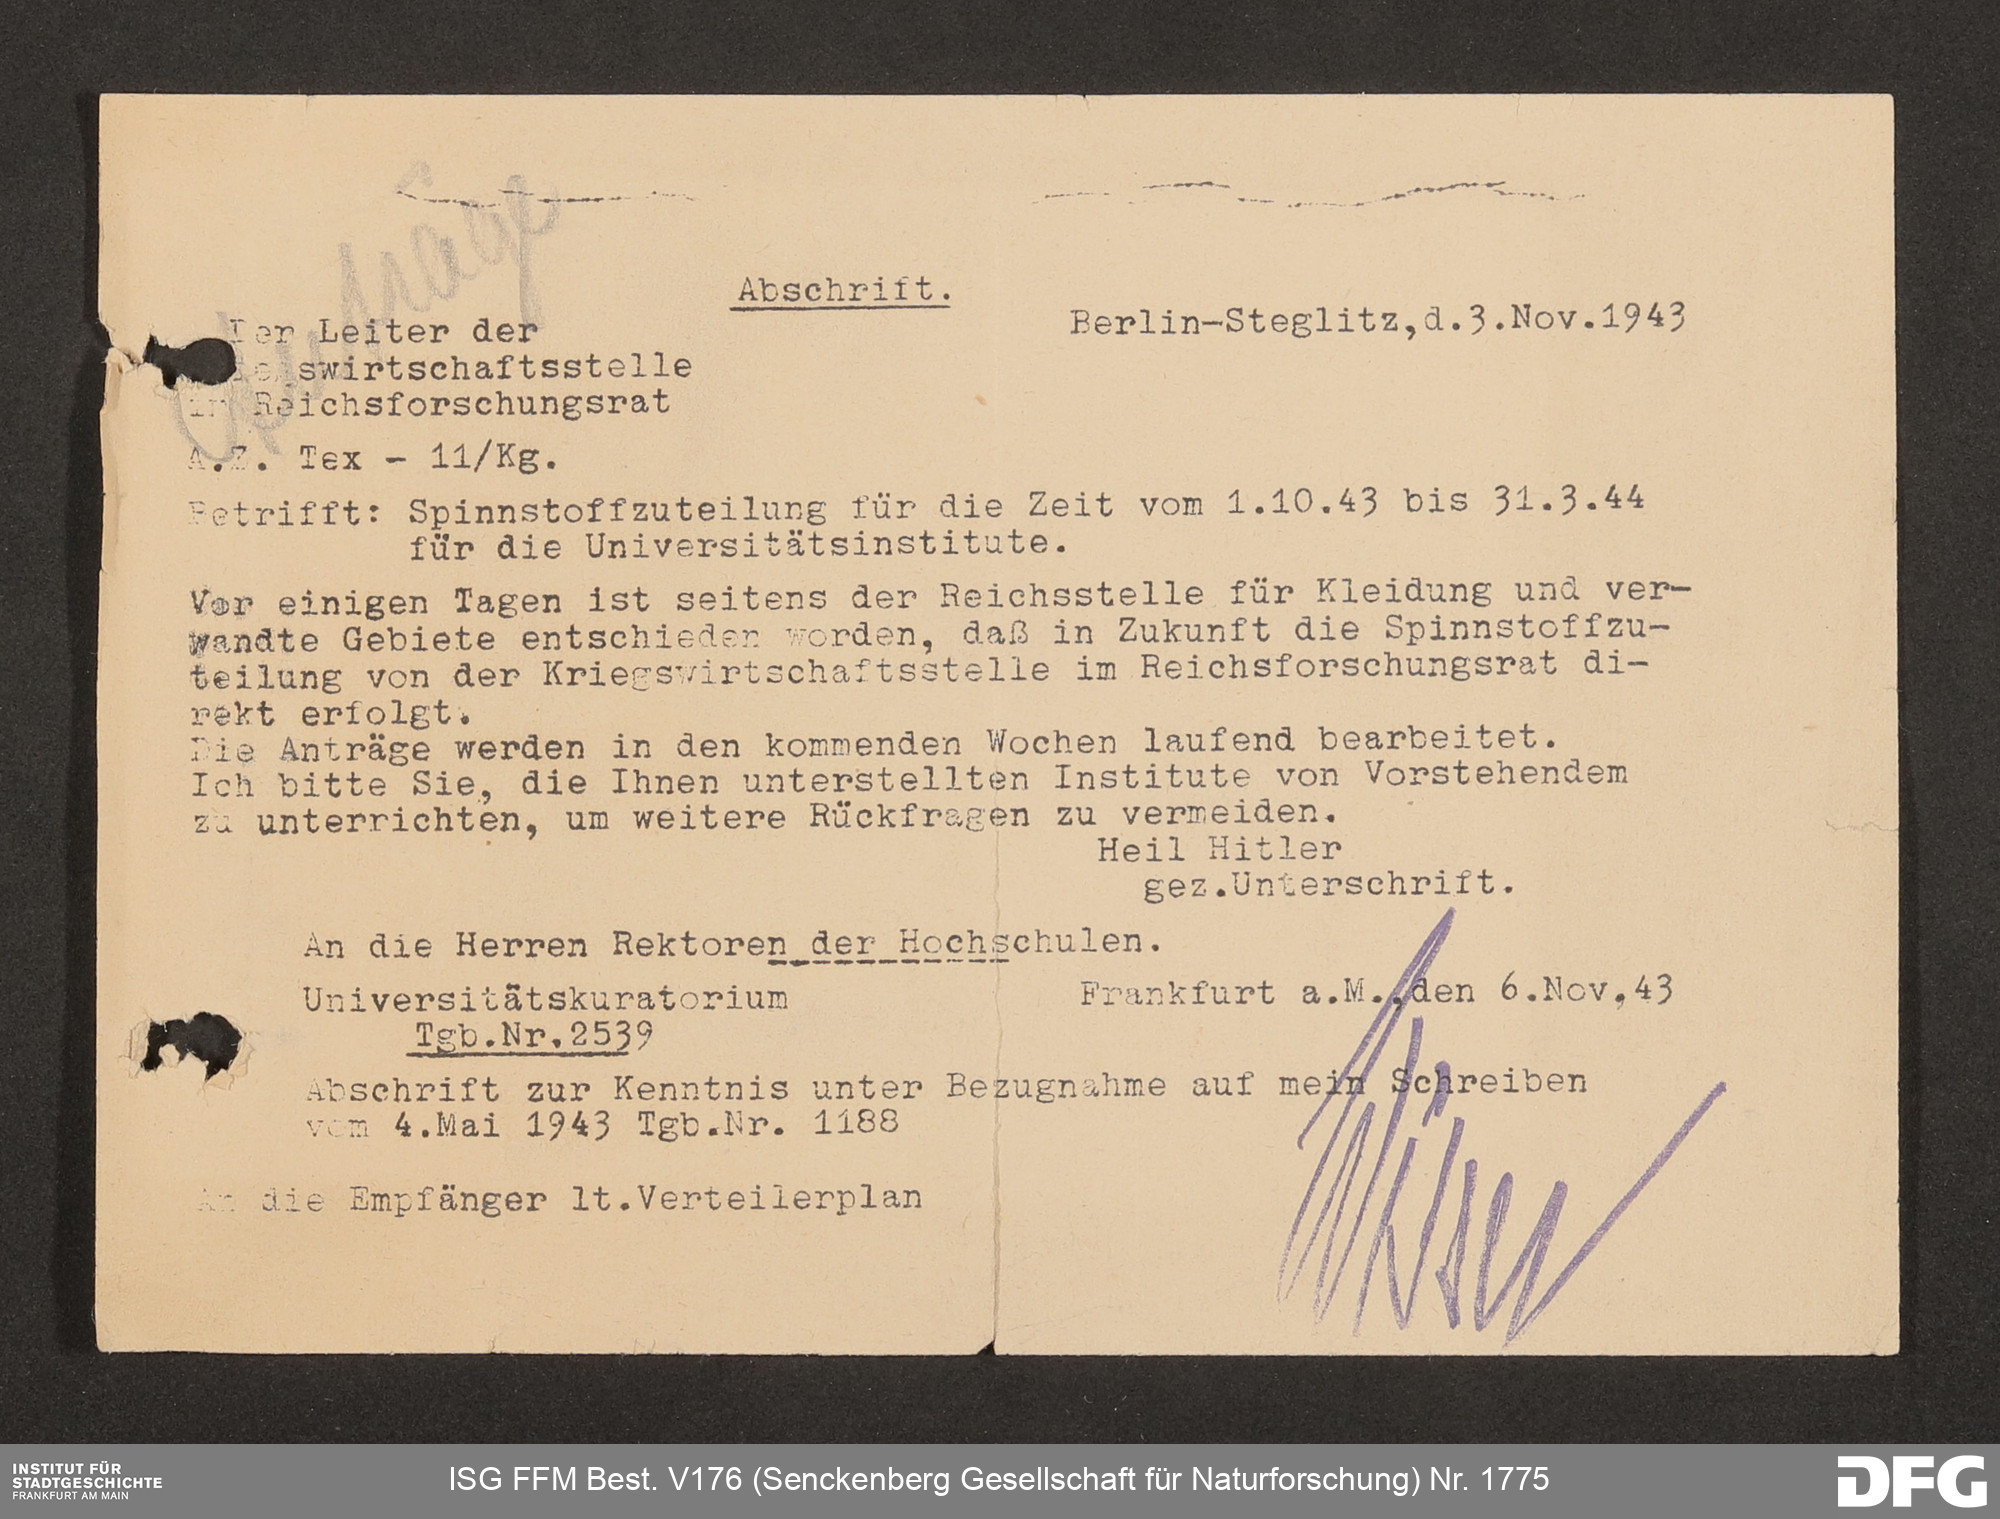 Abschrift.
Der Leiter der
Berlin-Steglitz,d.3.Nov.1943
iegswirtschaftsstelle
im Reichsforschungsrat
A.Z. Tex - 11/Kg.
Betrifft: Spinnstoffzuteilung für die Zeit vom 1.10.43 bis 31.3.44
für die Universitätsinstitute.
Vor einigen Tagen ist seitens der Reichsstelle für Kleidung und ver-
wandte Gebiete entschieden worden, daß in Zukunft die Spinnstoffzu-
teilung von der Kriegswirtschaftsstelle im Reichsforschungsrat di-
rekt erfolgt.
Die Anträge werden in den kommenden Wochen laufend bearbeitet.
Ich bitte Sie, die Ihnen unterstellten Institute von Vorstehendem
zu unterrichten, um weitere Rückfragen zu vermeiden.
Heil Hitler
gez.Unterschrift.
An die Herren Rektoren der Hochschulen.
Universitätskuratorium
Frankfurt a.M.,den 6.Nov.43
Tgb.Nr.2539
Abschrift zur Kenntnis unter Bezugnahme auf mein Schreiben
vom 4.Mai 1943 Tgb.Nr. 1188
An die Empfänger lt.Verteilerplan
INSTITUT FÜR
STADTGESCHICHTE
FRANKFURT AM MAIN
ISG FFM Best. V176 (Senckenberg Gesellschaft für Naturforschung) Nr. 1775
DFG